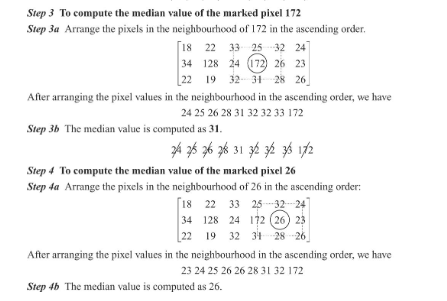 Step 3 To compute the median value of the marked pixel 172
Step 3a Arrange the pixels in the neighbourhood of 172 in the ascending order.
18 22 33 25 32 24
34 128 24 172 26 23
22 19 32 31 28 26
After arranging the pixel values in the neighbourhood in the ascending order, we have
24 25 26 28 31 32 32 33 172
Step 3b The median value is computed as 31.
24 25 26 28 31 32 32 33 172
Step 4 To compute the median value of the marked pixel 26
Step 4a Arrange the pixels in the neighbourhood of 26 in the ascending order:
18 22 33 25 32 24
34 128 24 172 26 23
22 19 32 31 28 26
After arranging the pixel values in the neighbourhood in the ascending order, we have
23 24 25 26 26 28 31 32 172
Step 4b The median value is computed as 26.